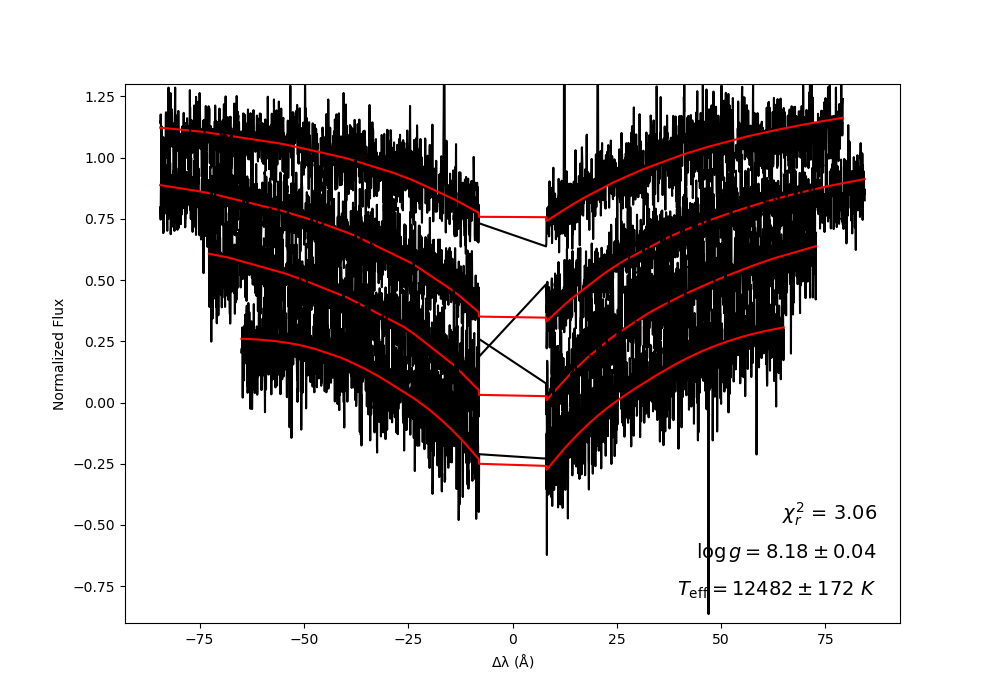 1.25
1.00
0.75
0.50
0.25
0.00
−0.25
−0.50
−0.75
Normalized Flux
χ²ᵣ = 3.06
log g = 8.18 ± 0.04
T_eff = 12482 ± 172 K
−75 −50 −25 0 25 50 75
Δλ (Å)